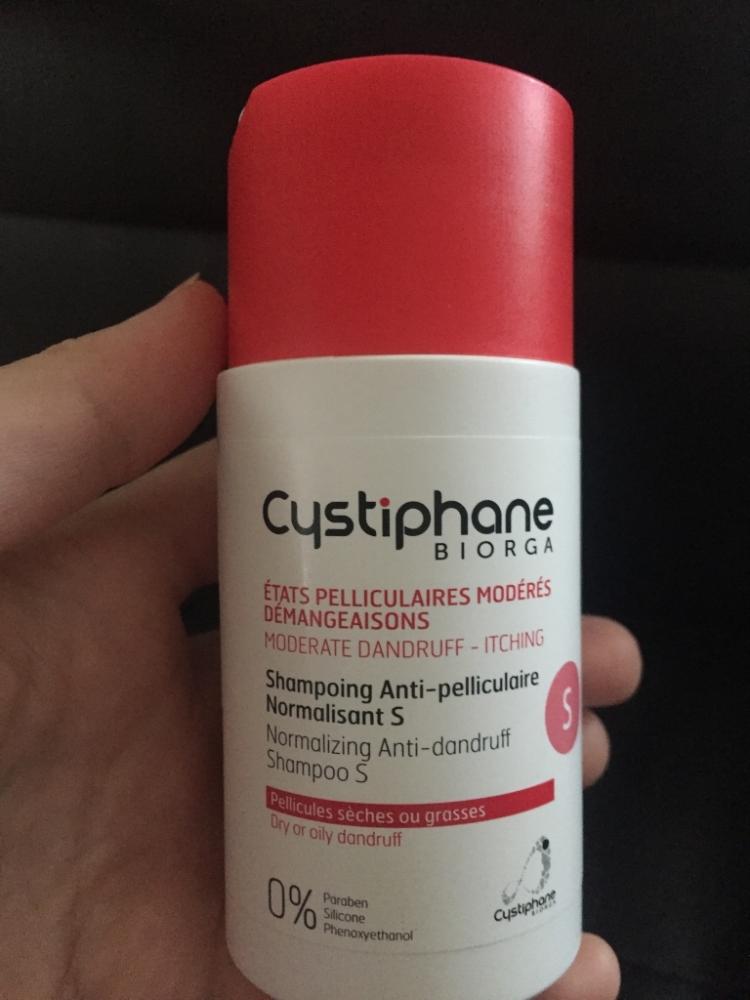 Cystiphane
BIORGA
ÉTATS PELLICULAIRES MODÉRÉS
DÉMANGEAISONS
MODERATE DANDRUFF - ITCHING
Shampoing Anti-pelliculaire
Normalisant S
Normalizing Anti-dandruff
Shampoo S
S
Pellicules sèches ou grasses
Dry or oily dandruff
0%
Paraben
Silicone
Phenoxyethanol
Cystiphane
BIORGA